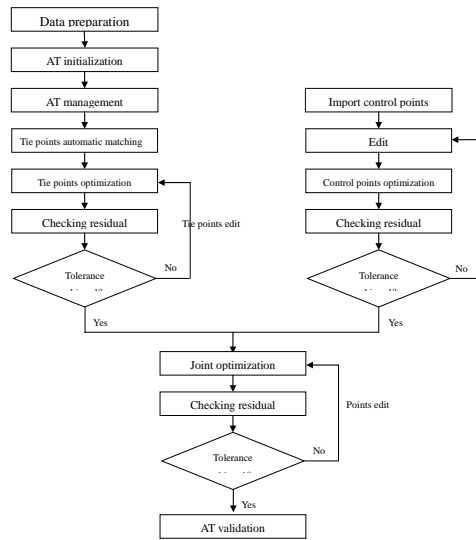 Data preparation
AT initialization
AT management
Tie points automatic matching
Tie points optimization
Tie points edit
Checking residual
Tolerance
No
Yes
Import control points
Edit
Control points optimization
Checking residual
Tolerance
No
Yes
Joint optimization
Checking residual
Points edit
Tolerance
No
Yes
AT validation